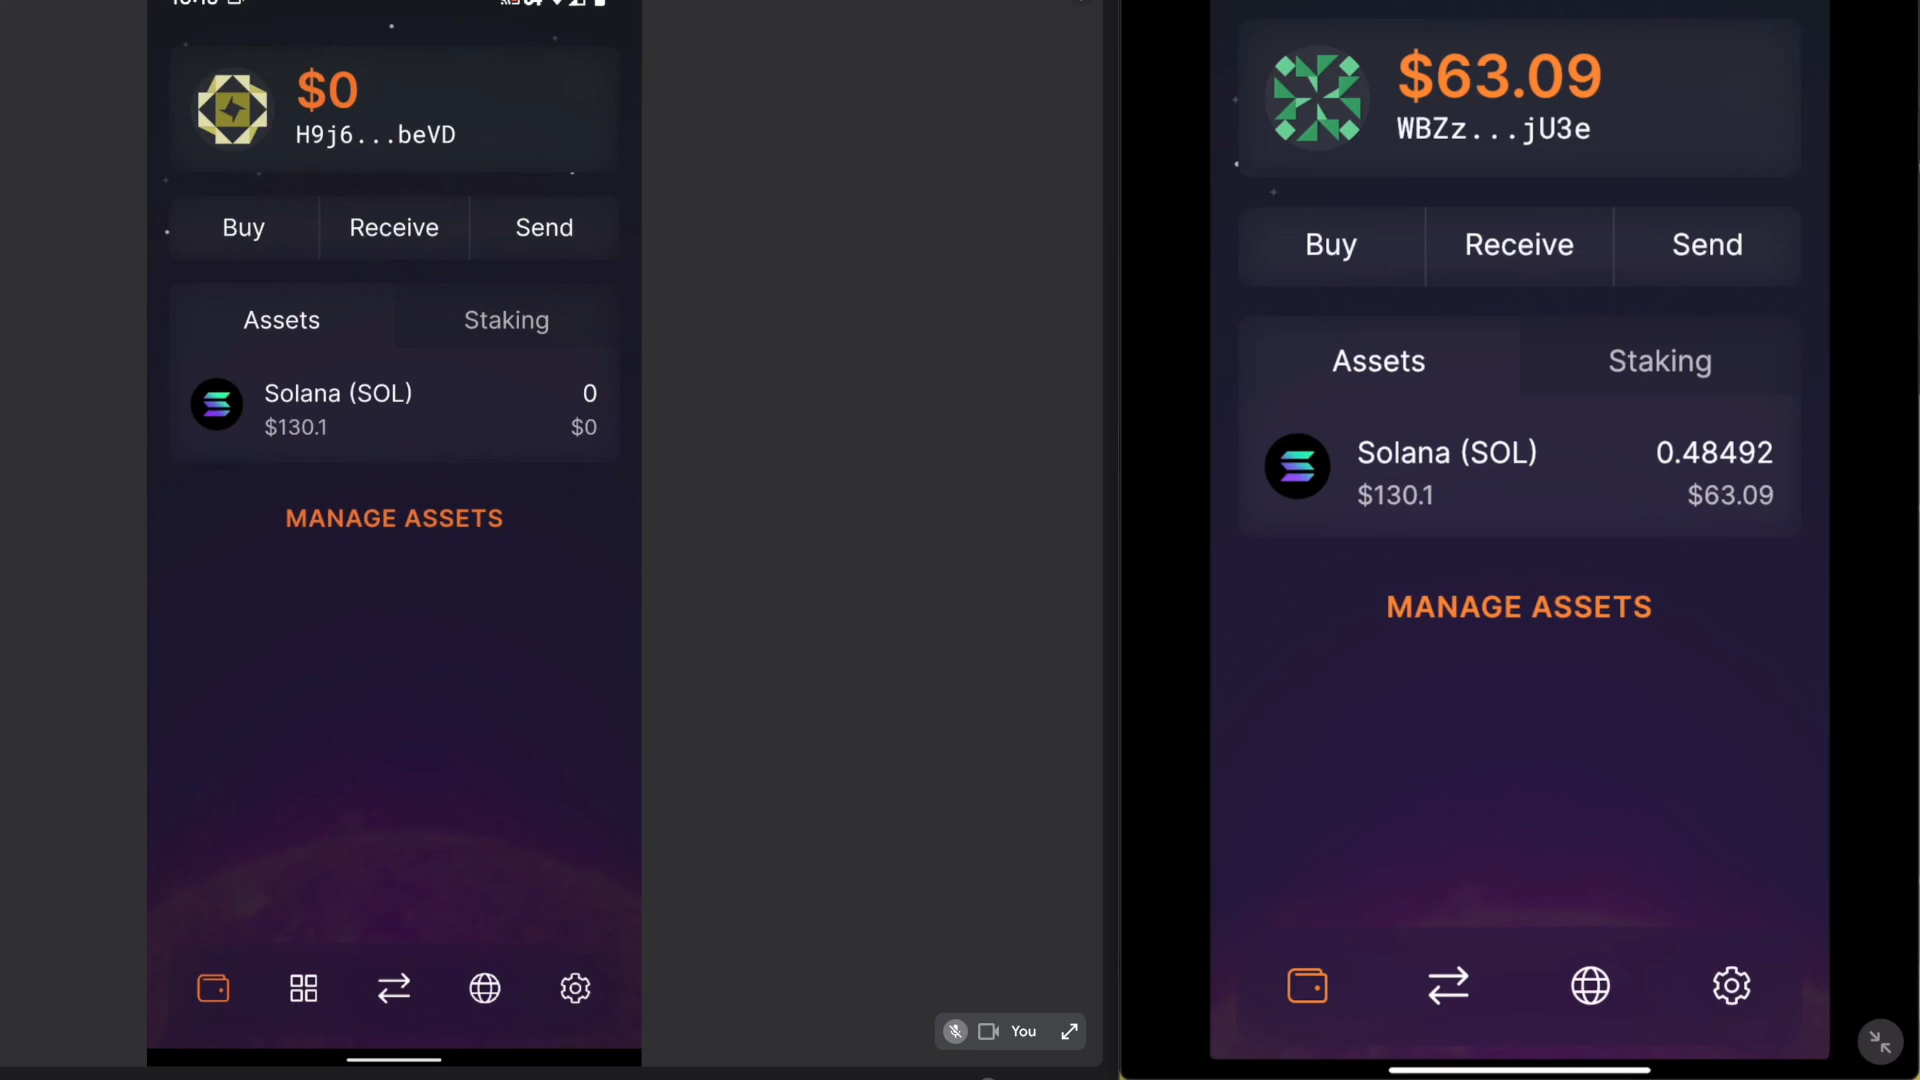 $0
H9j6...beVD
Buy Receive Send
Assets Staking
Solana (SOL) 0
$130.1 $0
MANAGE ASSETS
You
$63.09
WBZz...jU3e
Buy Receive Send
Assets Staking
Solana (SOL) 0.48492
$130.1 $63.09
MANAGE ASSETS